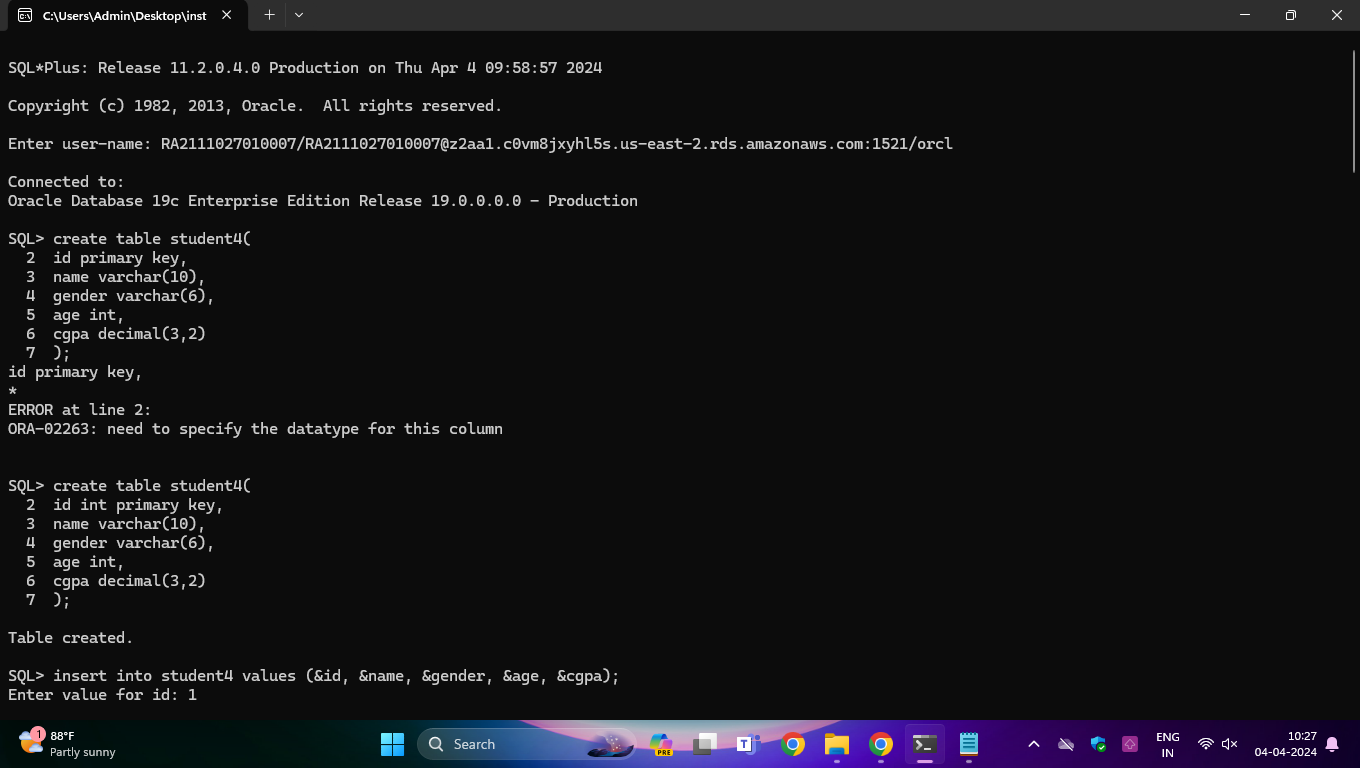 C:\Users\Admin\Desktop\inst
SQL*Plus: Release 11.2.0.4.0 Production on Thu Apr 4 09:58:57 2024
Copyright (c) 1982, 2013, Oracle.  All rights reserved.
Enter user-name: RA2111027010007/RA2111027010007@z2aa1.c0vm8jxyhl5s.us-east-2.rds.amazonaws.com:1521/orcl
Connected to:
Oracle Database 19c Enterprise Edition Release 19.0.0.0.0 - Production
SQL> create table student4(
  2  id primary key,
  3  name varchar(10),
  4  gender varchar(6),
  5  age int,
  6  cgpa decimal(3,2)
  7  );
id primary key,
*
ERROR at line 2:
ORA-02263: need to specify the datatype for this column
SQL> create table student4(
  2  id int primary key,
  3  name varchar(10),
  4  gender varchar(6),
  5  age int,
  6  cgpa decimal(3,2)
  7  );
Table created.
SQL> insert into student4 values (&id, &name, &gender, &age, &cgpa);
Enter value for id: 1
1
88°F
Partly sunny
Search
PRE
T
ENG
IN
10:27
04-04-2024